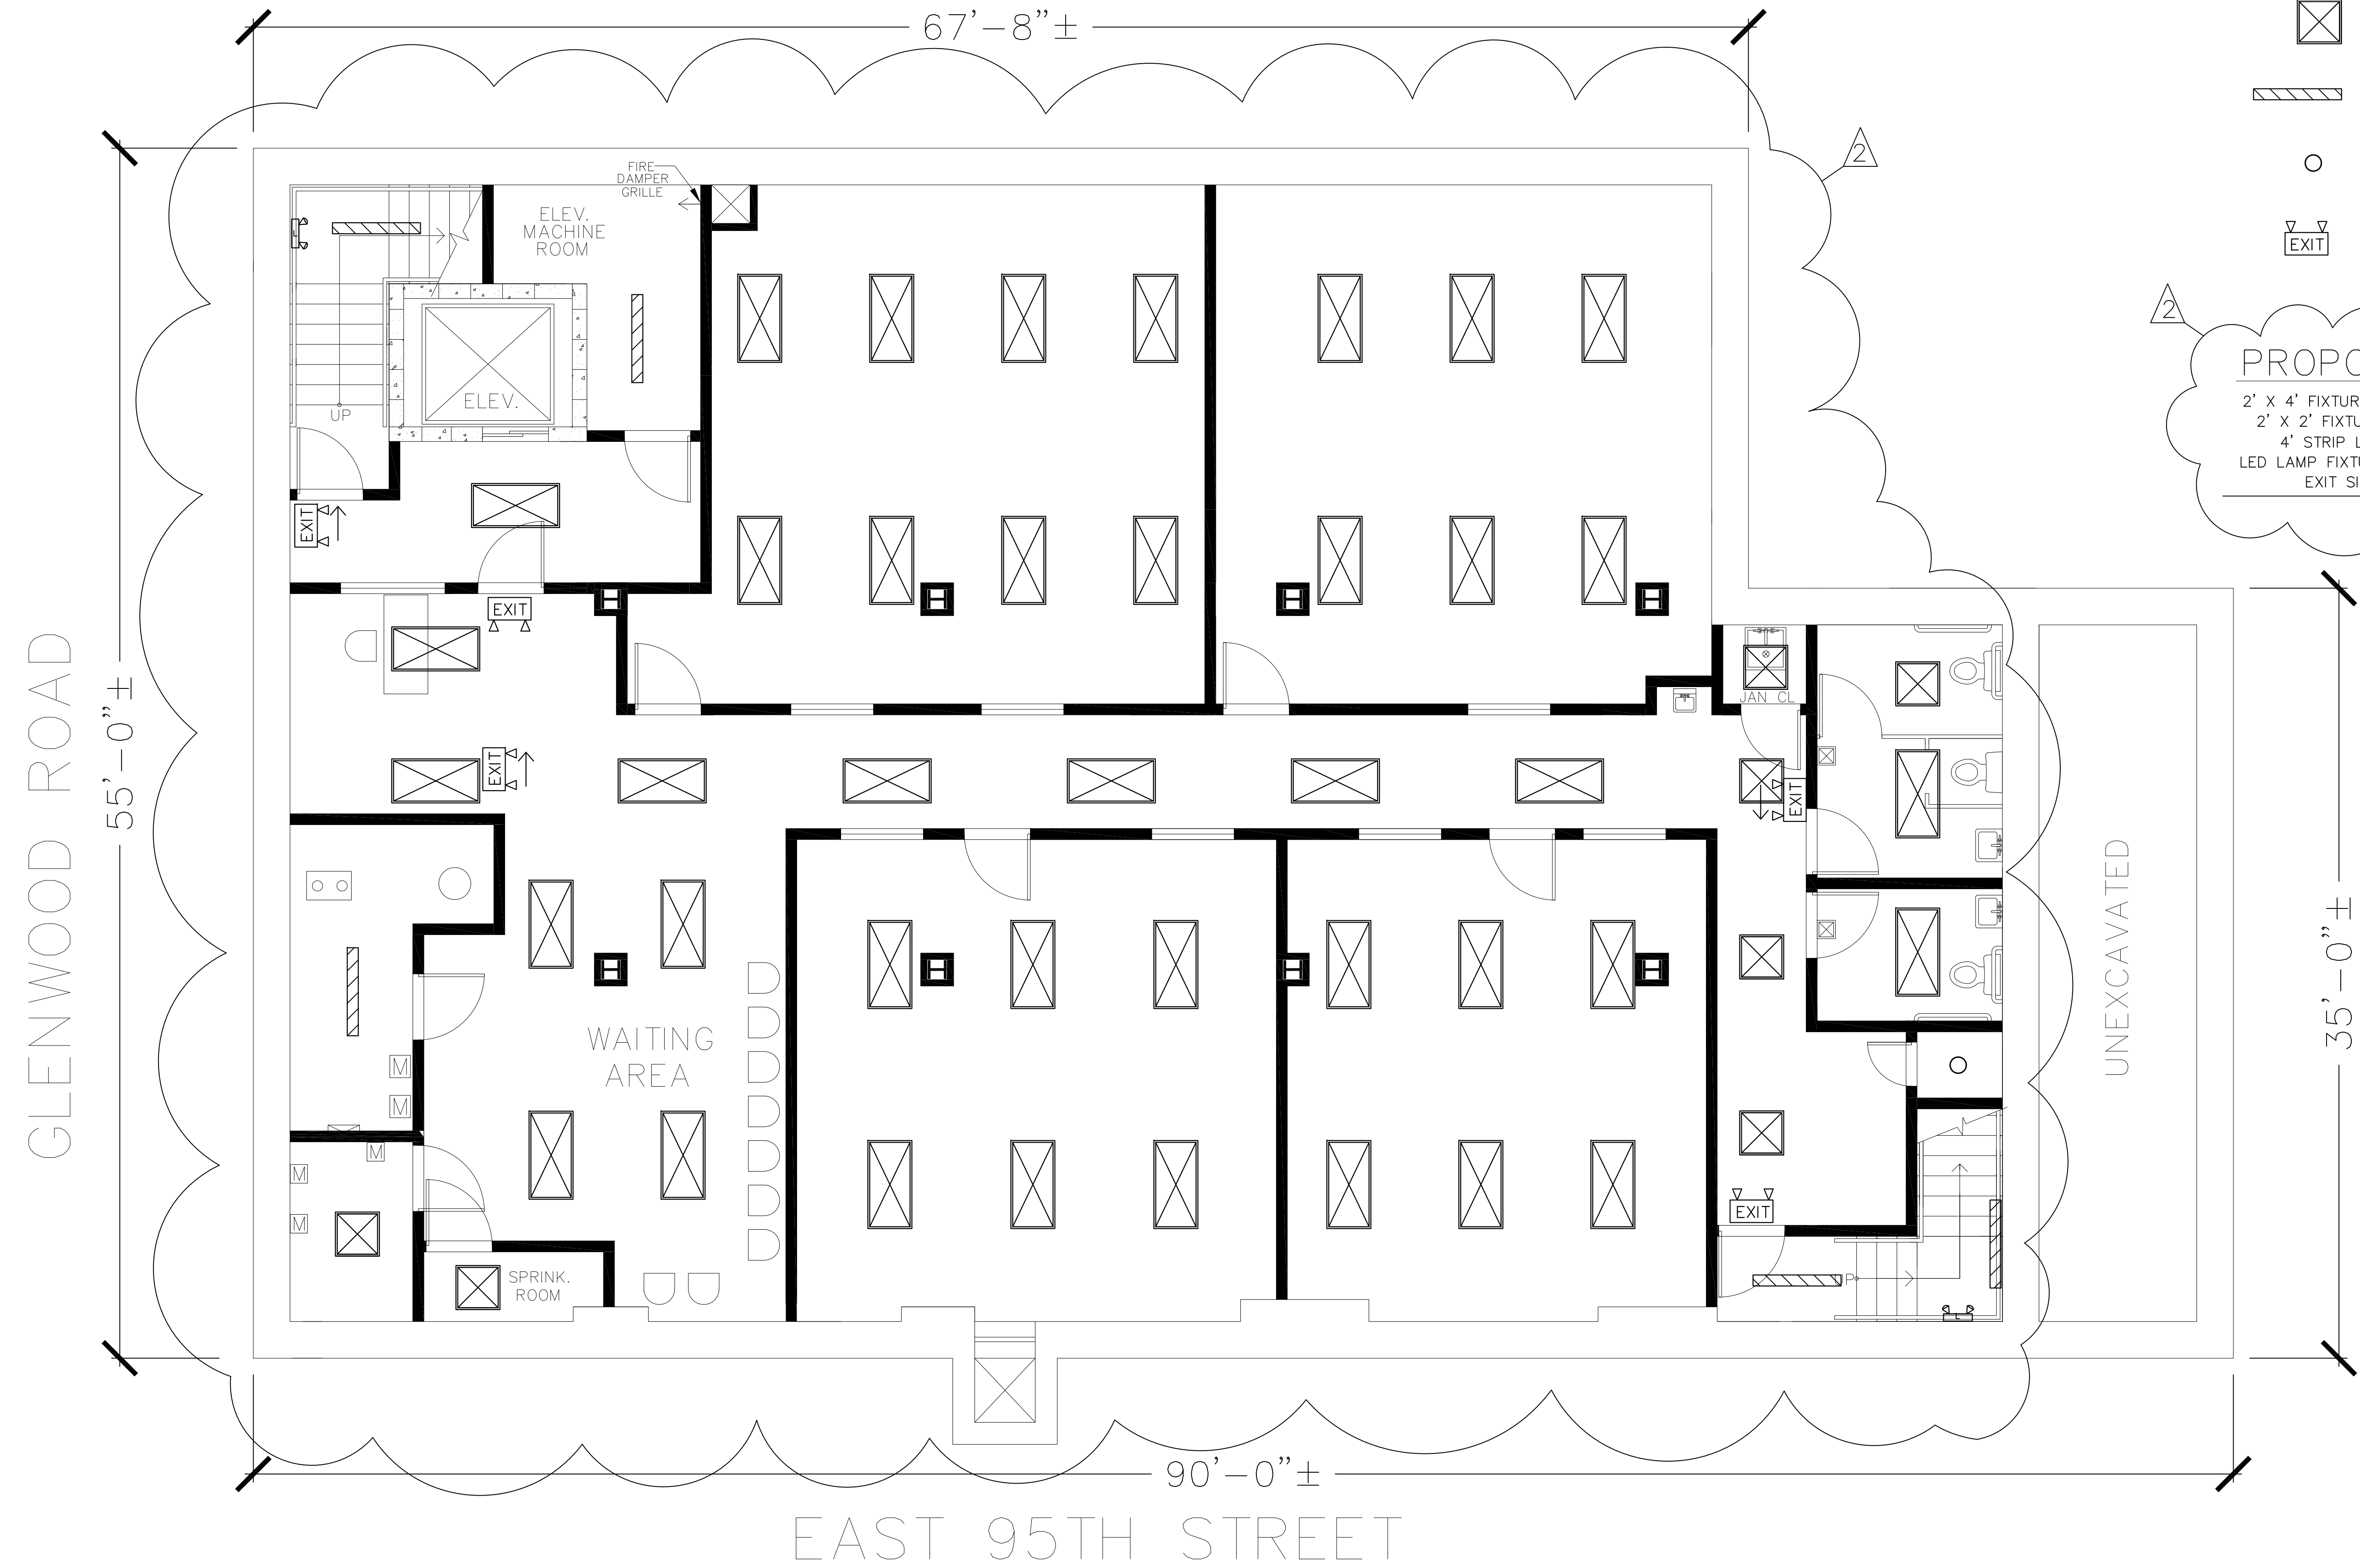 67'-8"±
2
FIRE
DAMPER
GRILLE
ELEV.
MACHINE
ROOM
L
EXIT
2
PROPO
2' X 4' FIXTUR
2' X 2' FIXTU
4' STRIP L
LED LAMP FIXTU
EXIT SI
ELEV.
UP
EXIT
EXIT
GLENWOOD ROAD
55'-0"±
JAN CL
EXIT
EXIT
UNEXCAVATED
35'-0"±
WAITING
AREA
M
M
M
M
M
EXIT
SPRINK.
ROOM
UP
L
90'-0"±
EAST 95TH STREET